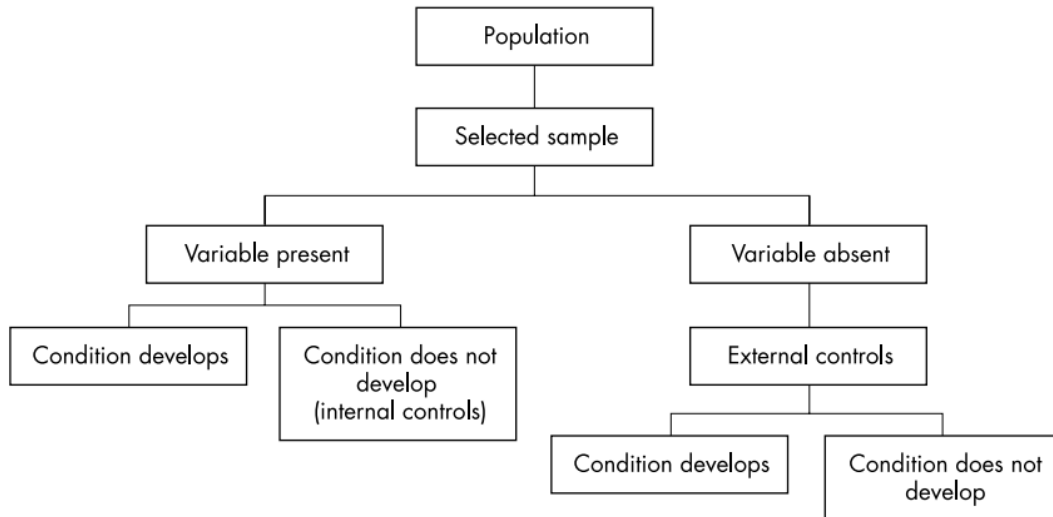 Population
Selected sample
Variable present
Variable absent
Condition develops
Condition does not
develop
(internal controls)
External controls
Condition develops
Condition does not
develop